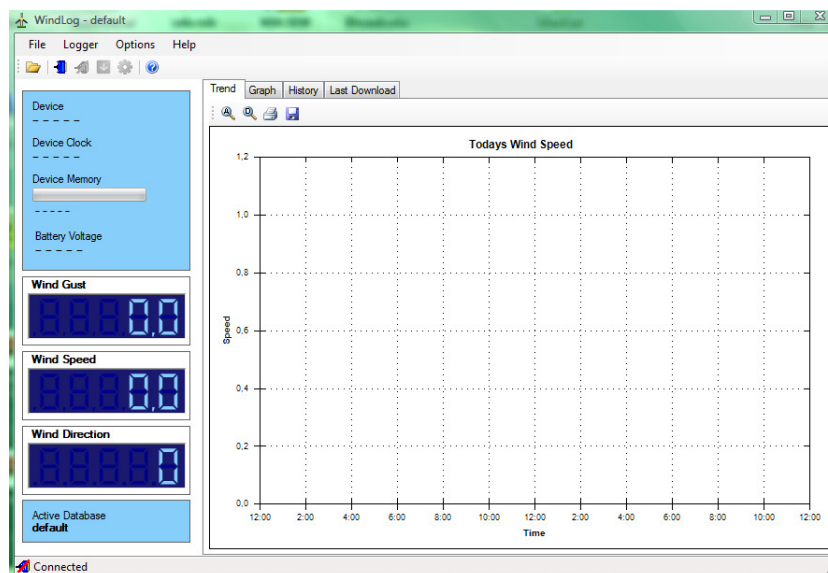 WindLog - default
File Logger Options Help
Trend Graph History Last Download
Device
- - - - -
Device Clock
- - - - -
Device Memory
- - - - -
Battery Voltage
- - - - -
Wind Gust
0,0
Wind Speed
0,0
Wind Direction
0
Active Database
default
Todays Wind Speed
1,2
1,0
0,8
0,6
0,4
0,2
0,0
Speed
12:00 2:00 4:00 6:00 8:00 10:00 12:00 2:00 4:00 6:00 8:00 10:00 12:00
Time
Connected